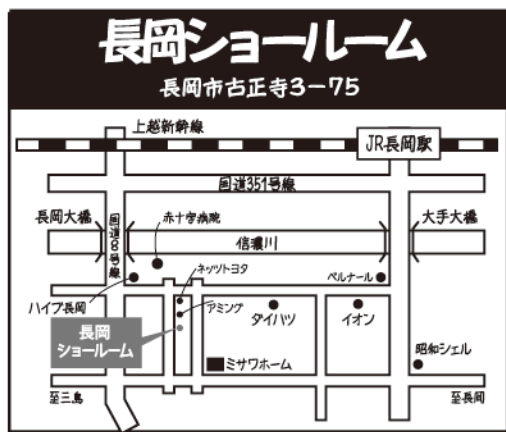 長岡ショールーム
長岡市古正寺3-75
上越新幹線
JR長岡駅
国道351号線
長岡大橋
国道8号線
赤十字病院
信濃川
大手大橋
ネッツトヨタ
ベルナール
ハイブ長岡
アミング
ダイハツ
イオン
長岡
ショールーム
昭和シェル
ミサワホーム
至三島
至長岡